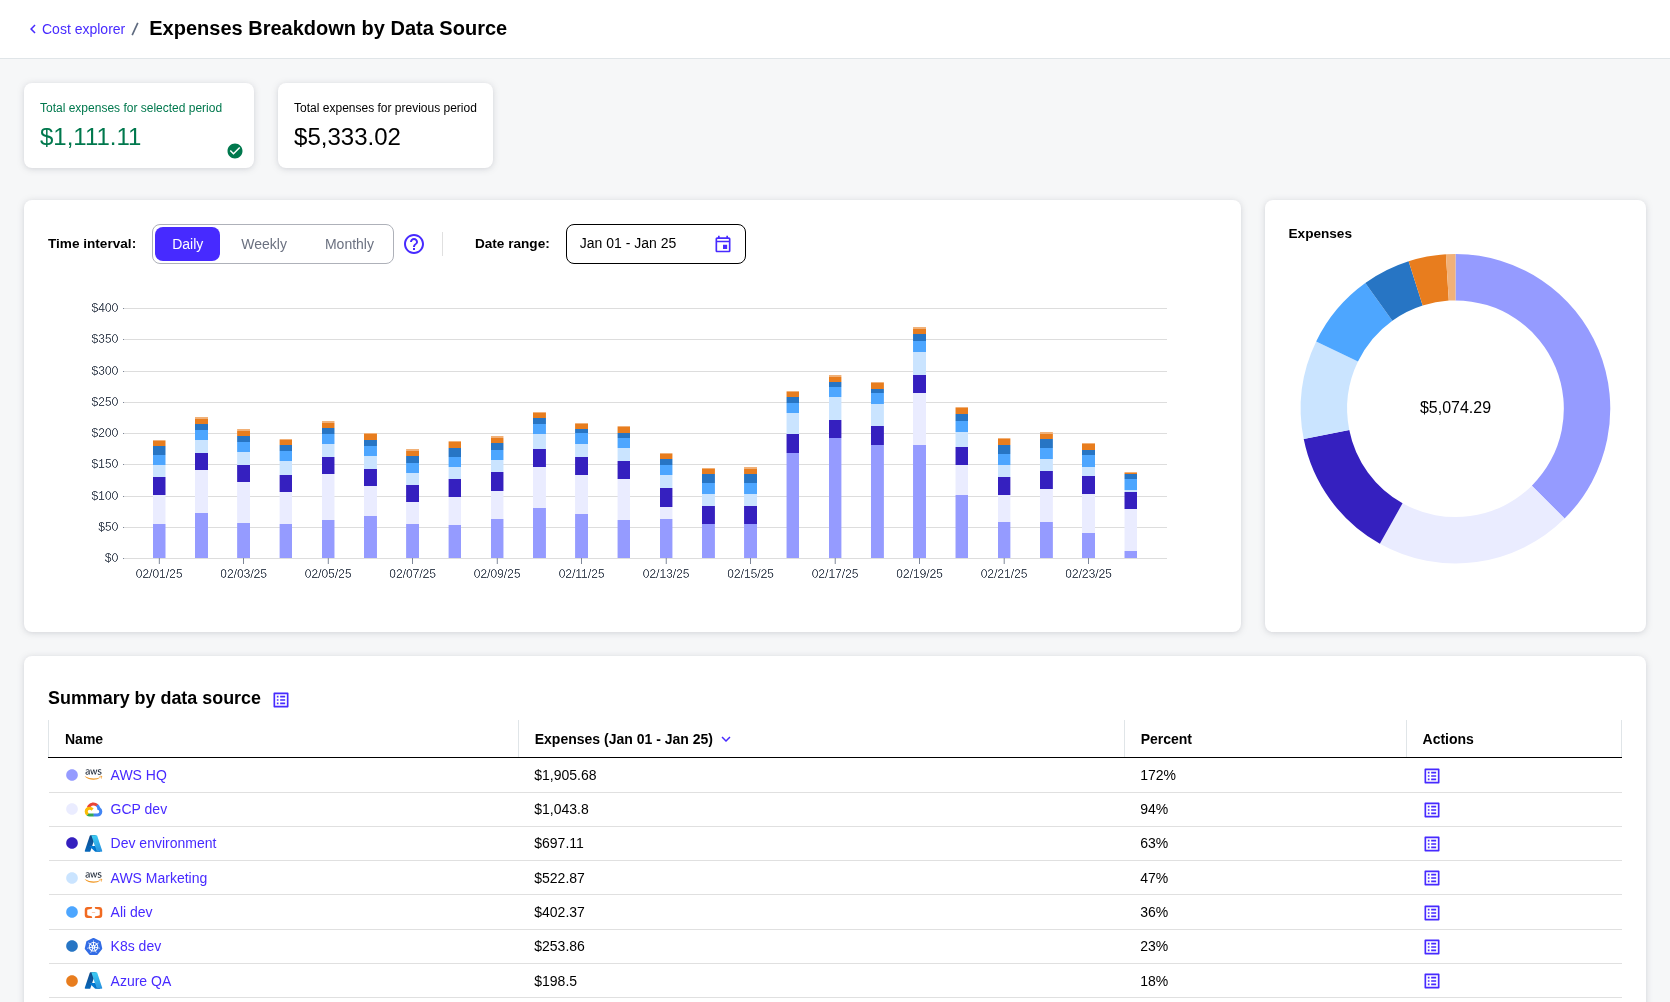 Cost explorer / Expenses Breakdown by Data Source
Total expenses for selected period
$1,111.11
Total expenses for previous period
$5,333.02
Time interval: Daily Weekly Monthly Date range: Jan 01 - Jan 25
$400
$350
$300
$250
$200
$150
$100
$50
$0
02/01/25 02/03/25 02/05/25 02/07/25 02/09/25 02/11/25 02/13/25 02/15/25 02/17/25 02/19/25 02/21/25 02/23/25
Expenses
$5,074.29
Summary by data source
Name Expenses (Jan 01 - Jan 25) Percent Actions
aws AWS HQ $1,905.68 172%
GCP dev $1,043.8 94%
Dev environment $697.11 63%
aws AWS Marketing $522.87 47%
Ali dev $402.37 36%
K8s dev $253.86 23%
Azure QA $198.5 18%